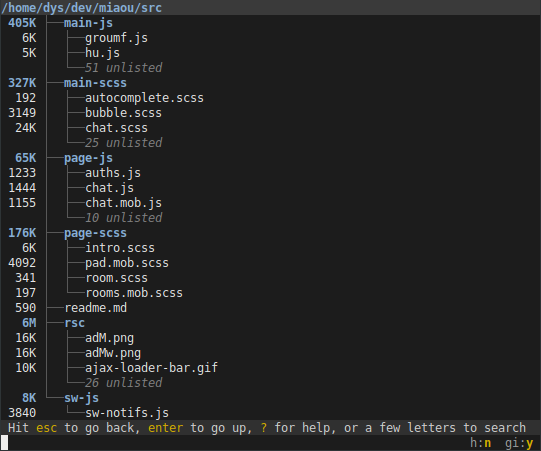 /home/dys/dev/miaou/src
405K main-js
6K groumf.js
5K hu.js
51 unlisted
327K main-scss
192 autocomplete.scss
3149 bubble.scss
24K chat.scss
25 unlisted
65K page-js
1233 auths.js
1444 chat.js
1155 chat.mob.js
10 unlisted
176K page-scss
6K intro.scss
4092 pad.mob.scss
341 room.scss
197 rooms.mob.scss
590 readme.md
6M rsc
16K adM.png
16K adMw.png
10K ajax-loader-bar.gif
26 unlisted
8K sw-js
3840 sw-notifs.js
Hit esc to go back, enter to go up, ? for help, or a few letters to search
h:n gi:y